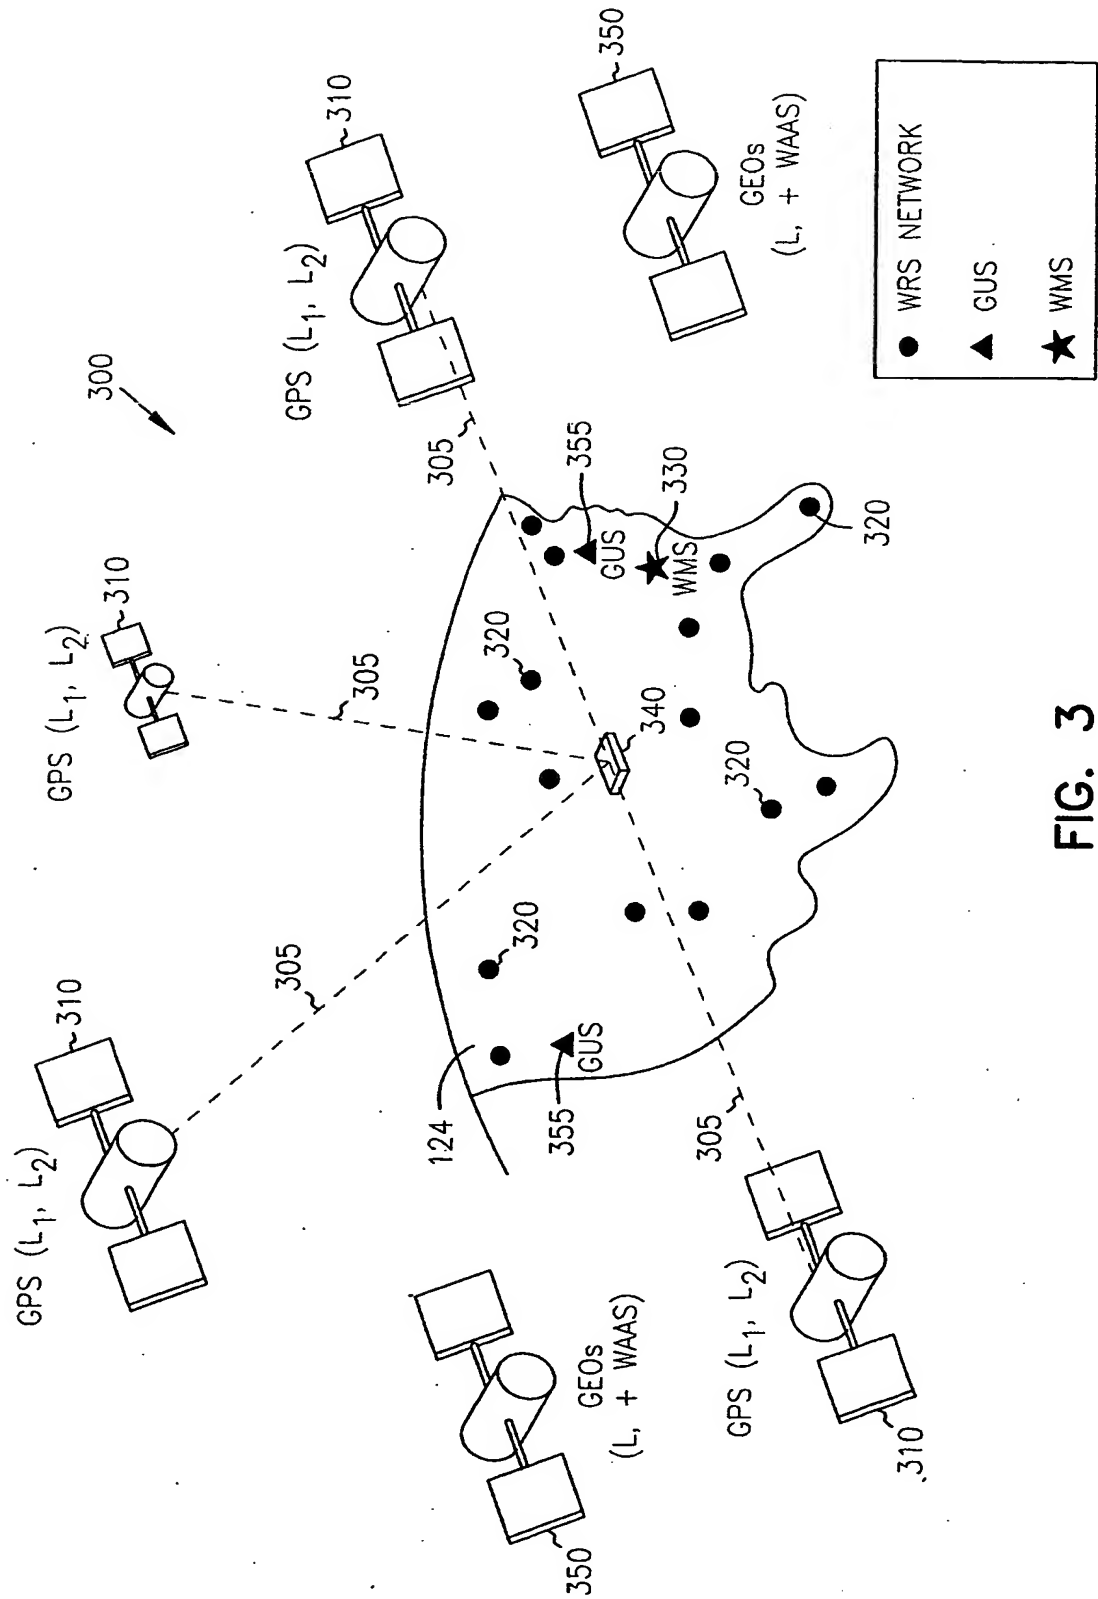 300
GPS (L1, L2)
310
305
GPS (L1, L2)
310
305
GPS (L1, L2)
310
305
GEOs
(L, + WAAS)
350
GEOs
(L, + WAAS)
350
GPS (L1, L2)
310
305
124
320
320
320
320
340
355
GUS
355
GUS
330
WMS
WRS NETWORK
GUS
WMS
FIG. 3